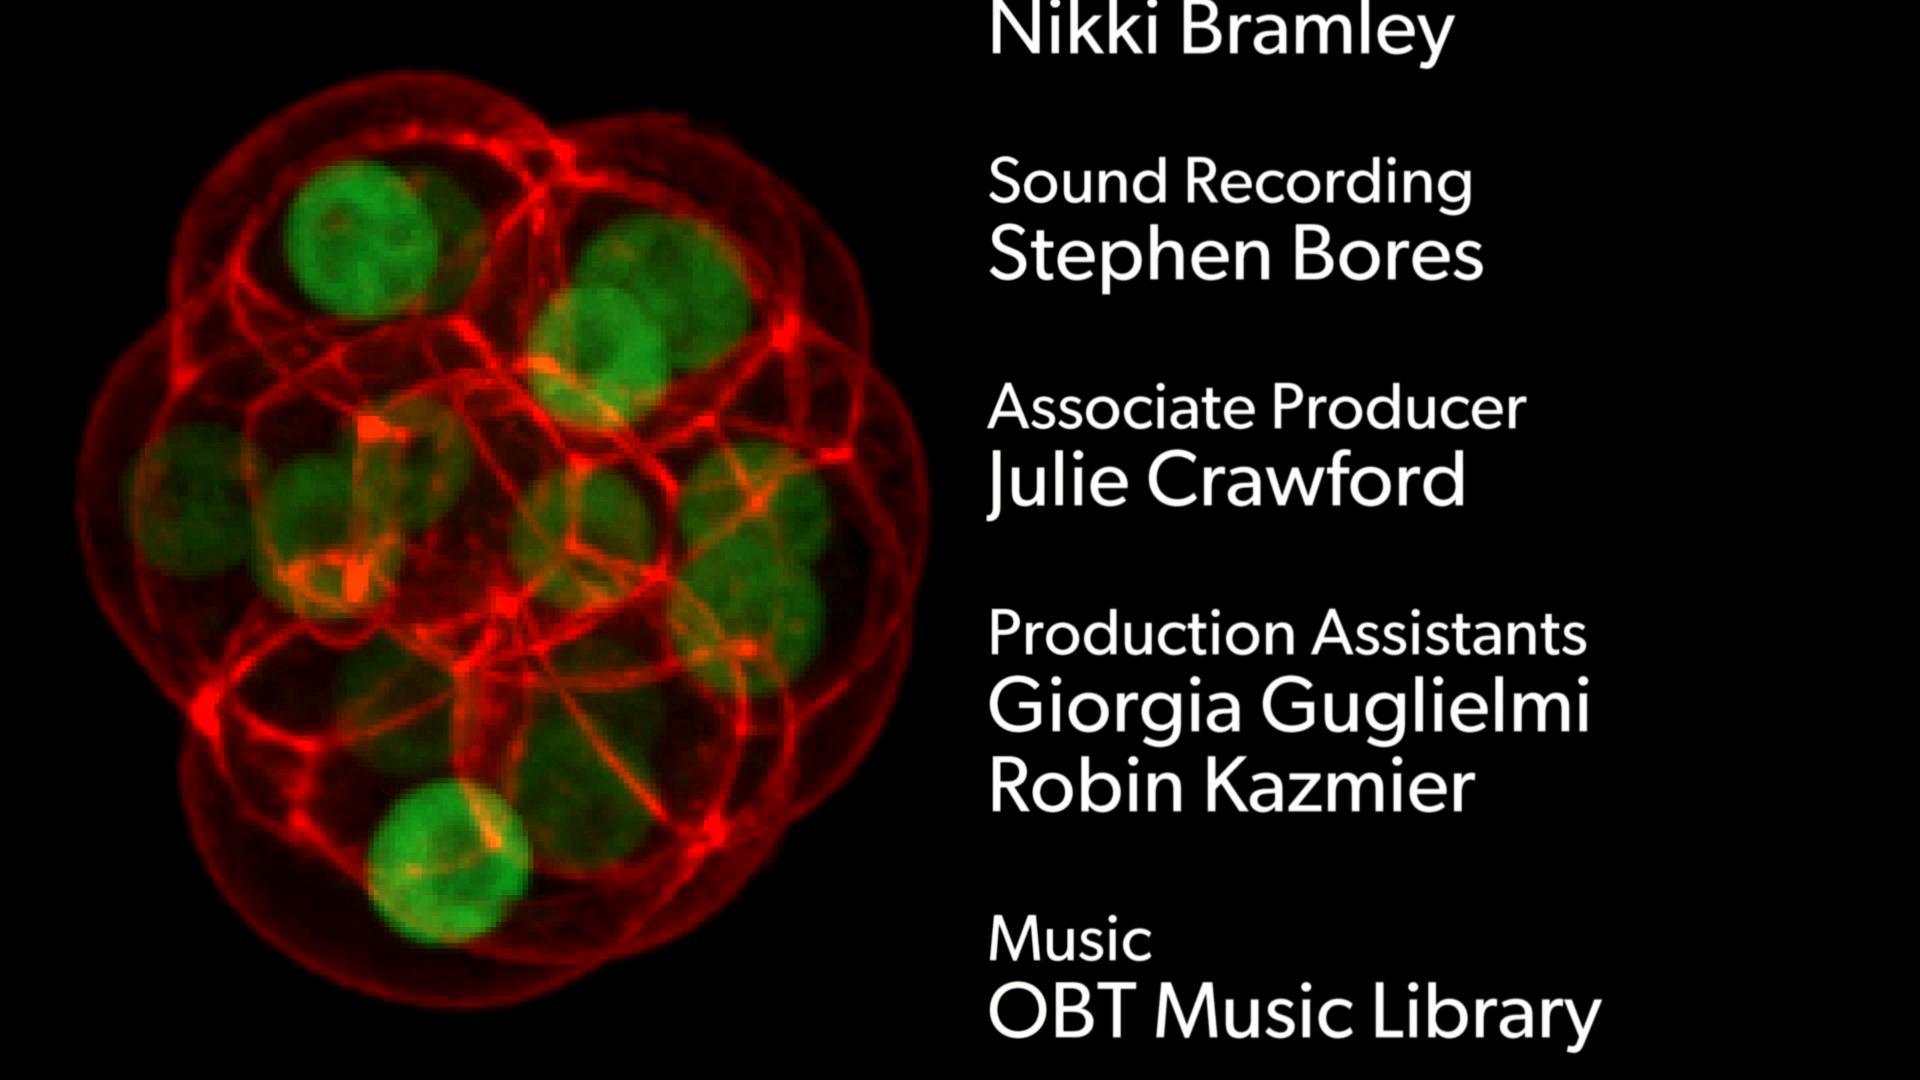 Nikki Bramley
Sound Recording
Stephen Bores
Associate Producer
Julie Crawford
Production Assistants
Giorgia Guglielmi
Robin Kazmier
Music
OBT Music Library